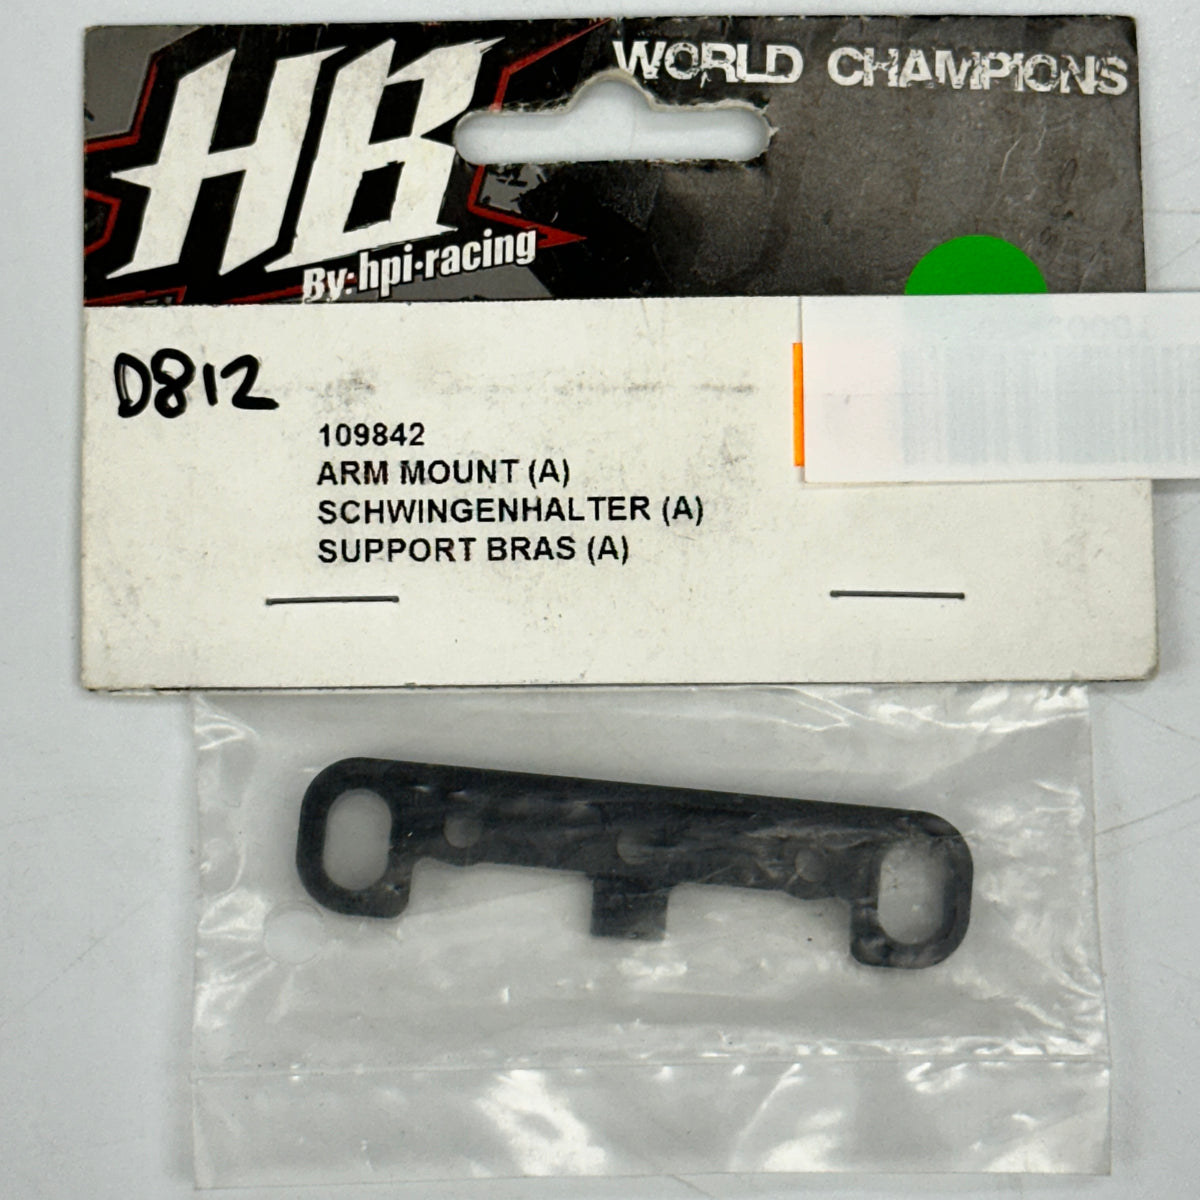 WORLD CHAMPIONS
HB
By: hpi·racing
D812
109842
ARM MOUNT (A)
SCHWINGENHALTER (A)
SUPPORT BRAS (A)